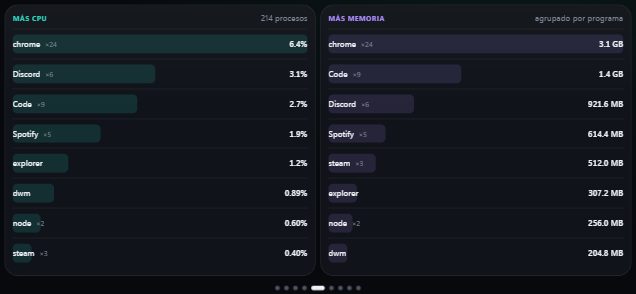 MÁS CPU 214 procesos
chrome ×24 6.4%
Discord ×6 3.1%
Code ×9 2.7%
Spotify ×5 1.9%
explorer 1.2%
dwm 0.89%
node ×2 0.60%
steam ×3 0.40%
MÁS MEMORIA agrupado por programa
chrome ×24 3.1 GB
Code ×9 1.4 GB
Discord ×6 921.6 MB
Spotify ×5 614.4 MB
steam ×3 512.0 MB
explorer 307.2 MB
node ×2 256.0 MB
dwm 204.8 MB